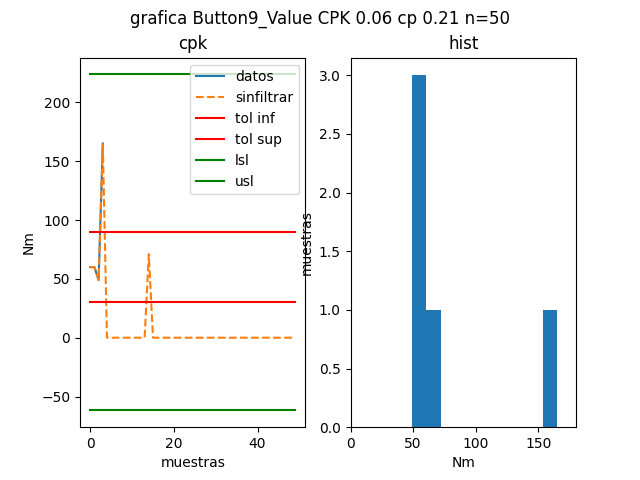 grafica Button9_Value CPK 0.06 cp 0.21 n=50
cpk
200
150
100
50
0
−50
Nm
0
20
40
muestras
datos
sinfiltrar
tol inf
tol sup
lsl
usl
hist
3.0
2.5
2.0
1.5
1.0
0.5
0.0
muestras
0
50
100
150
Nm